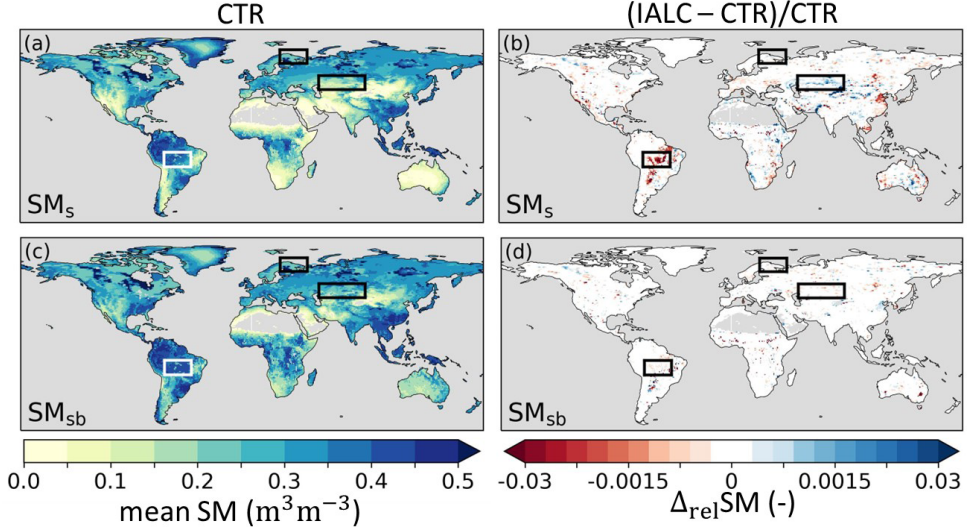 CTR
(IALC – CTR)/CTR
(a)
SMs
(b)
SMs
(c)
SMsb
(d)
SMsb
0.0 0.1 0.2 0.3 0.4 0.5
mean SM (m³m⁻³)
-0.03 -0.0015 0 0.0015 0.03
ΔrelSM (-)